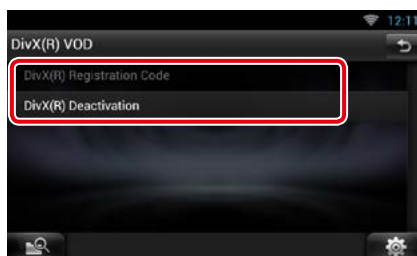 12:11
DivX(R) VOD
DivX(R) Registration Code
DivX(R) Deactivation